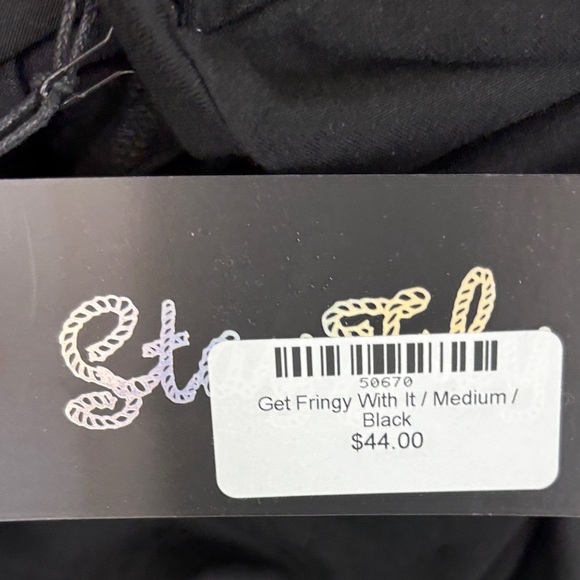 50670
Get Fringy With It / Medium /
Black
$44.00